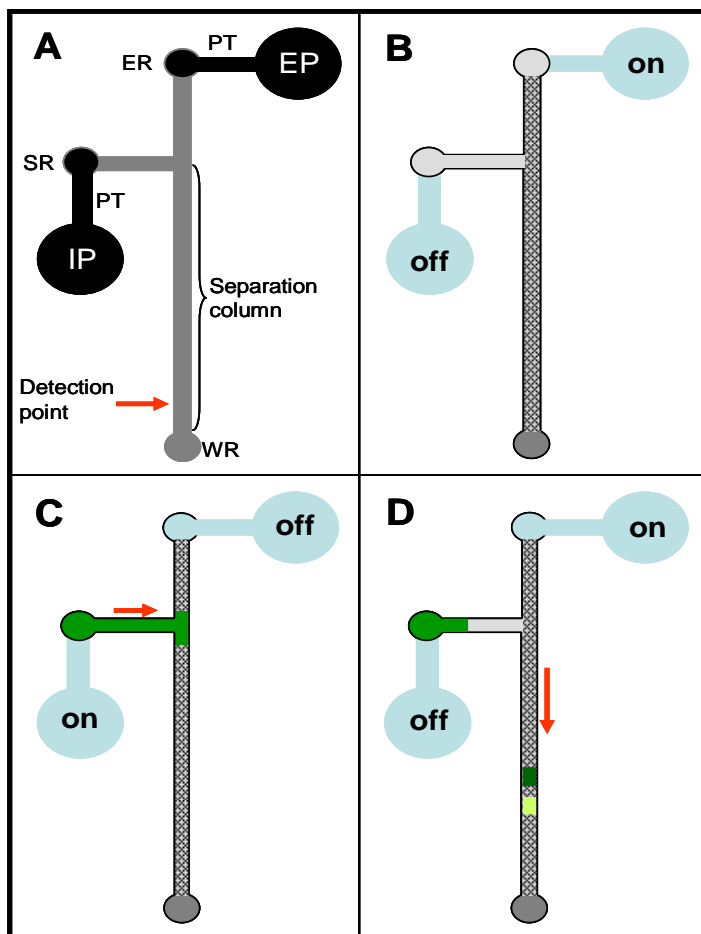 A
PT
ER
EP
SR
PT
IP
Separation
column
Detection
point
WR
B
on
off
C
off
on
D
on
off